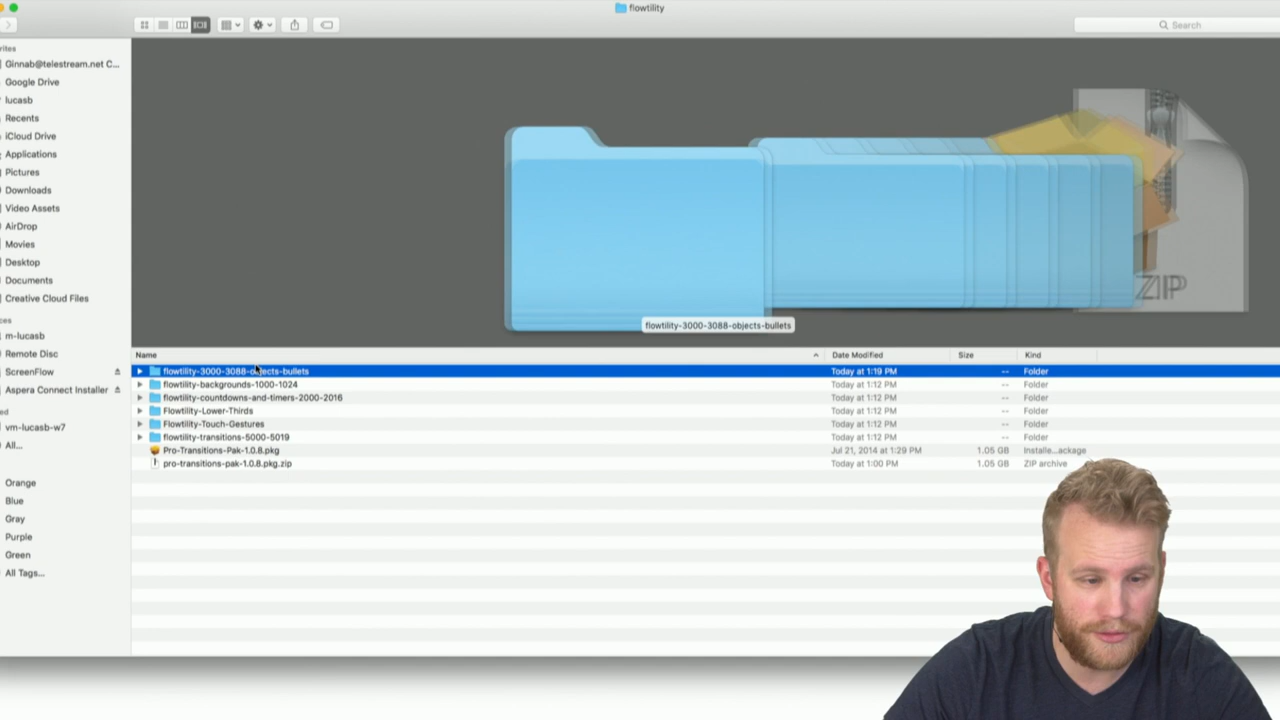 flowtility
Search
rites
Ginnab@telestream.net C...
Google Drive
lucasb
Recents
iCloud Drive
Applications
Pictures
Downloads
Video Assets
AirDrop
Movies
Desktop
Documents
Creative Cloud Files
ces
m-lucasb
Remote Disc
ScreenFlow
Aspera Connect Installer
ed
vm-lucasb-w7
All...
Orange
Blue
Gray
Purple
Green
All Tags...
ZIP
flowtility-3000-3088-objects-bullets
Name Date Modified Size Kind
flowtility-3000-3088-objects-bullets Today at 1:19 PM -- Folder
flowtility-backgrounds-1000-1024 Today at 1:12 PM -- Folder
flowtility-countdowns-and-timers-2000-2016 Today at 1:12 PM -- Folder
Flowtility-Lower-Thirds Today at 1:12 PM -- Folder
Flowtility-Touch-Gestures Today at 1:12 PM -- Folder
flowtility-transitions-5000-5019 Today at 1:12 PM -- Folder
Pro-Transitions-Pak-1.0.8.pkg Jul 21, 2014 at 1:29 PM 1.05 GB Installe...ackage
pro-transitions-pak-1.0.8.pkg.zip Today at 1:00 PM 1.05 GB ZIP archive